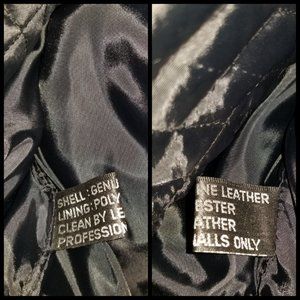 SHELL : GENU
LINING: POLY
CLEAN BY LE
PROFESSION
NE LEATHER
ESTER
ATHER
ALLS ONLY